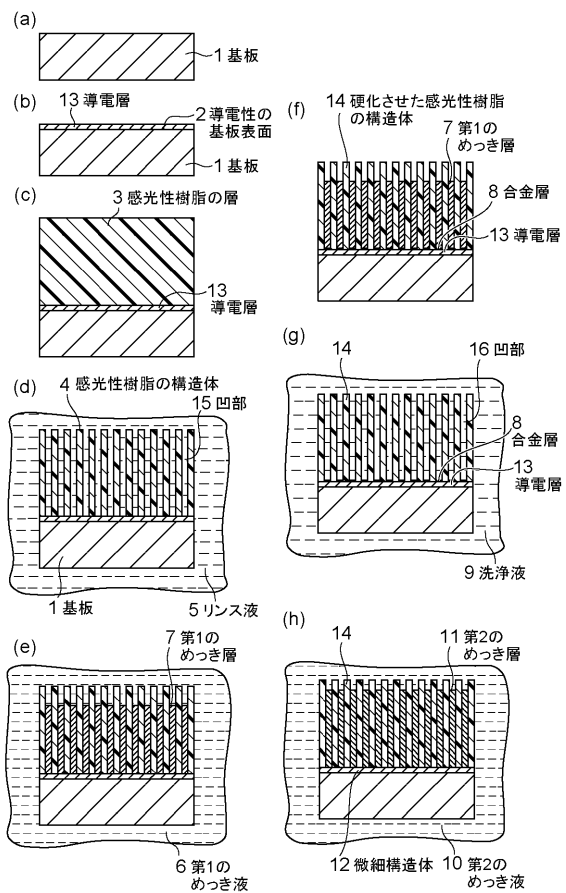 (a)
1 基板
(b)
13 導電層
2 導電性の
基板表面
1 基板
(c)
3 感光性樹脂の層
13
導電層
(d)
4 感光性樹脂の構造体
15 凹部
1 基板
5 リンス液
(e)
7 第1の
めっき層
6 第1の
めっき液
(f)
14 硬化させた感光性樹脂
の構造体
7 第1の
めっき層
8 合金層
13 導電層
(g)
14
16 凹部
8
合金層
13
導電層
9 洗浄液
(h)
14
11 第2の
めっき層
12 微細構造体
10 第2の
めっき液